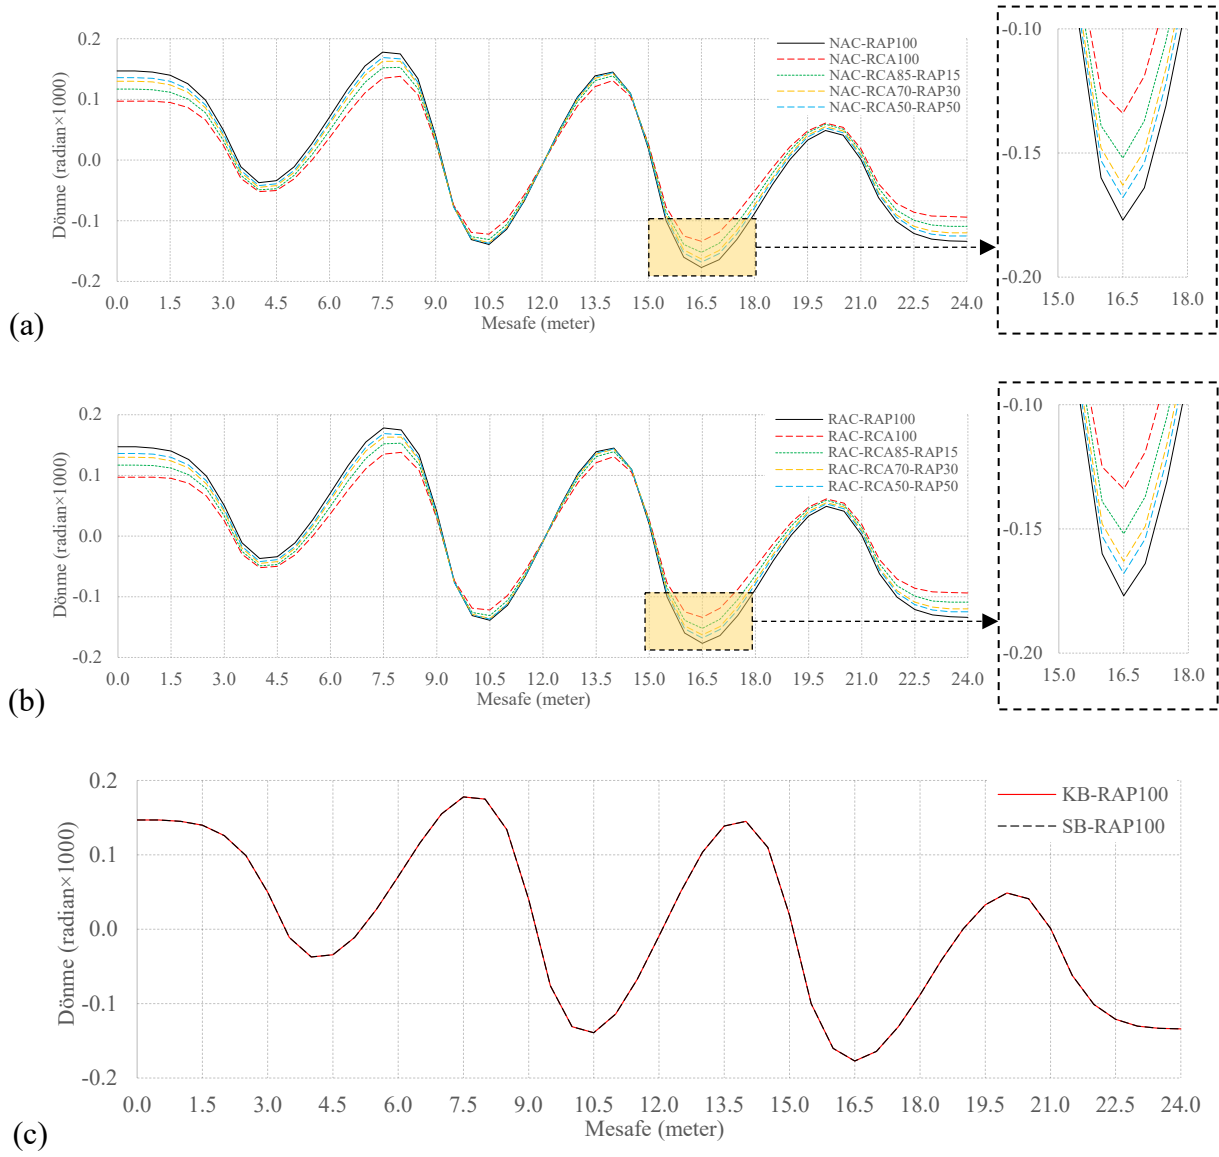 0.2
0.1
0.0
-0.1
-0.2
Dönme (radian×1000)
NAC-RAP100
NAC-RCA100
NAC-RCA85-RAP15
NAC-RCA70-RAP30
NAC-RCA50-RAP50
0.0 1.5 3.0 4.5 6.0 7.5 9.0 10.5 12.0 13.5 15.0 16.5 18.0 19.5 21.0 22.5 24.0
Mesafe (meter)
-0.10
-0.15
-0.20
15.0 16.5 18.0
(a)
0.2
0.1
0.0
-0.1
-0.2
Dönme (radian×1000)
RAC-RAP100
RAC-RCA100
RAC-RCA85-RAP15
RAC-RCA70-RAP30
RAC-RCA50-RAP50
0.0 1.5 3.0 4.5 6.0 7.5 9.0 10.5 12.0 13.5 15.0 16.5 18.0 19.5 21.0 22.5 24.0
Mesafe (meter)
-0.10
-0.15
-0.20
15.0 16.5 18.0
(b)
0.2
0.1
0.0
-0.1
-0.2
Dönme (radian×1000)
KB-RAP100
SB-RAP100
0.0 1.5 3.0 4.5 6.0 7.5 9.0 10.5 12.0 13.5 15.0 16.5 18.0 19.5 21.0 22.5 24.0
Mesafe (meter)
(c)